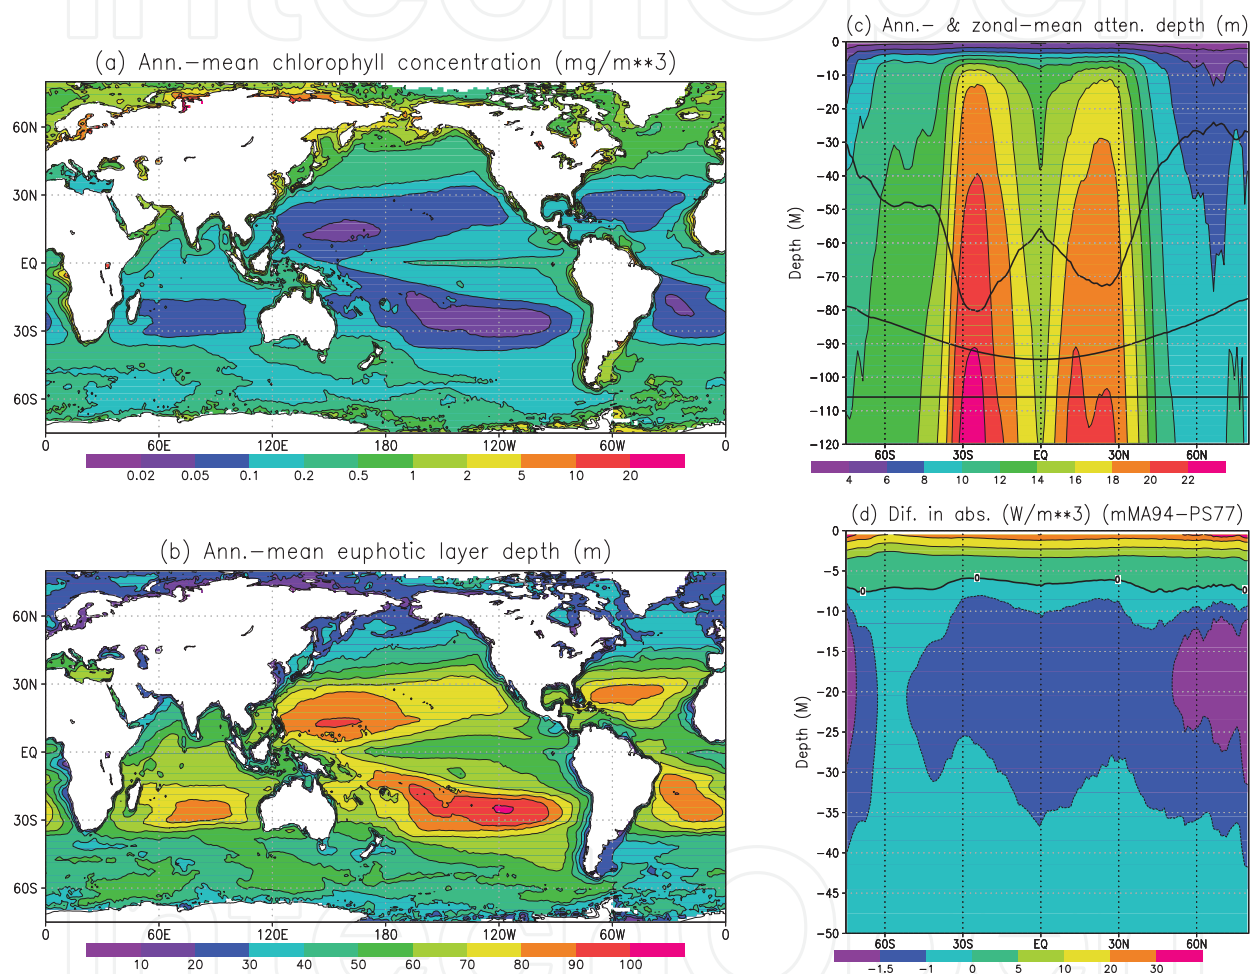 (a) Ann.−mean chlorophyll concentration (mg/m**3)
60N
30N
EQ
30S
60S
0 60E 120E 180 120W 60W 0
0.02 0.05 0.1 0.2 0.5 1 2 5 10 20
(b) Ann.−mean euphotic layer depth (m)
60N
30N
EQ
30S
60S
0 60E 120E 180 120W 60W 0
10 20 30 40 50 60 70 80 90 100
(c) Ann.− & zonal−mean atten. depth (m)
Depth (M)
0
−10
−20
−30
−40
−50
−60
−70
−80
−90
−100
−110
−120
60S 30S EQ 30N 60N
4 6 8 10 12 14 16 18 20 22
(d) Dif. in abs. (W/m**3) (mMA94−PS77)
Depth (M)
0
−5
−10
−15
−20
−25
−30
−35
−40
−45
−50
0 0 0 0
60S 30S EQ 30N 60N
−1.5 −1 0 5 10 20 30